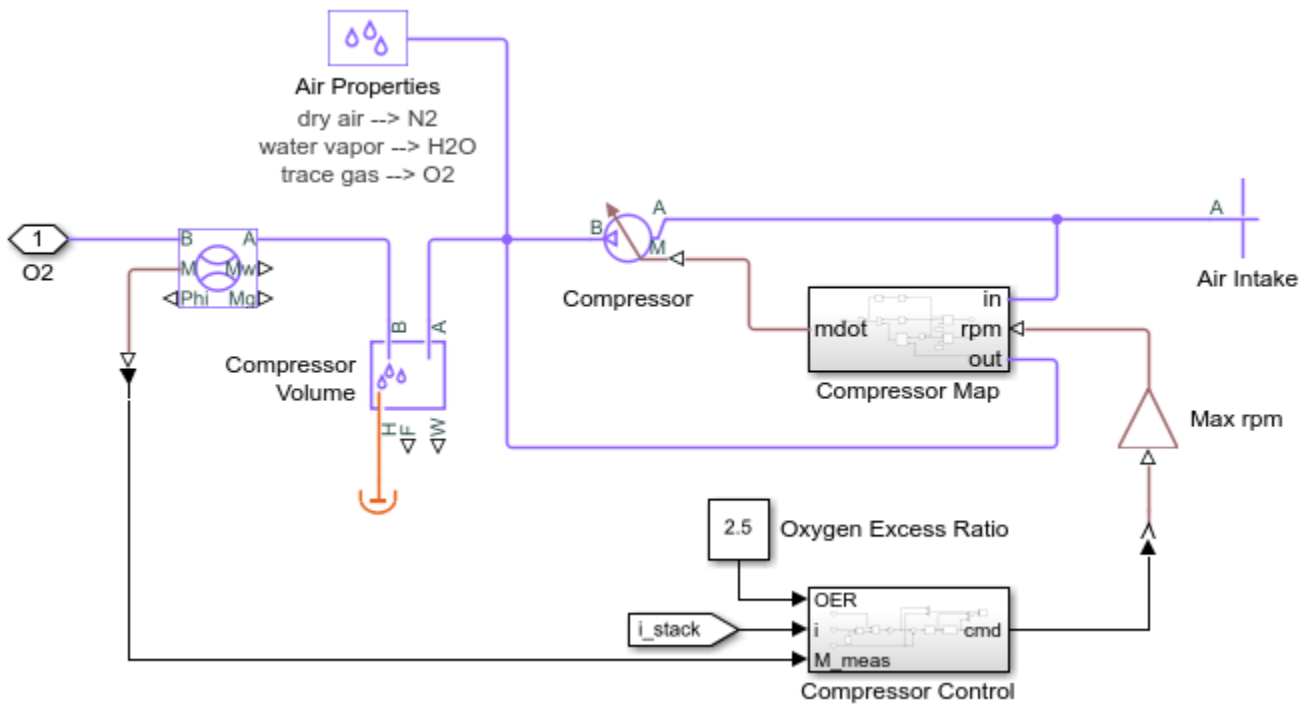 Air Properties
dry air --> N2
water vapor --> H2O
trace gas --> O2
1
O2
B
A
M
Mw
Phi
Mg
B
A
M
Compressor
A
Air Intake
in
mdot
rpm
out
Compressor Map
Max rpm
B
A
Compressor
Volume
H
F
W
2.5
Oxygen Excess Ratio
OER
i_stack
i
cmd
M_meas
Compressor Control